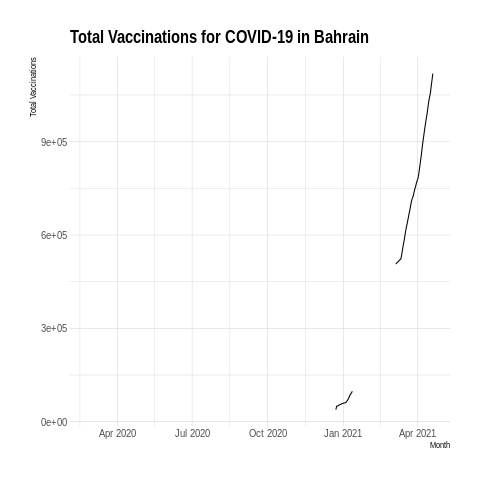 Total Vaccinations for COVID-19 in Bahrain
Total Vaccinations
9e+05
6e+05
3e+05
0e+00
Apr 2020 Jul 2020 Oct 2020 Jan 2021 Apr 2021
Month